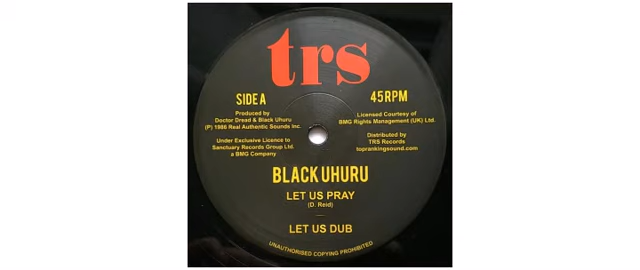 trs
SIDE A
45 RPM
Produced by
Doctor Dread & Black Uhuru
(P) 1986 Real Authentic Sounds Inc.
Under Exclusive Licence to
Sanctuary Records Group Ltd.
a BMG Company
Licensed Courtesy of
BMG Rights Management (UK) Ltd.
Distributed by
TRS Records
toprankingsound.com
BLACK UHURU
LET US PRAY
(D. Reid)
LET US DUB
UNAUTHORISED COPYING PROHIBITED